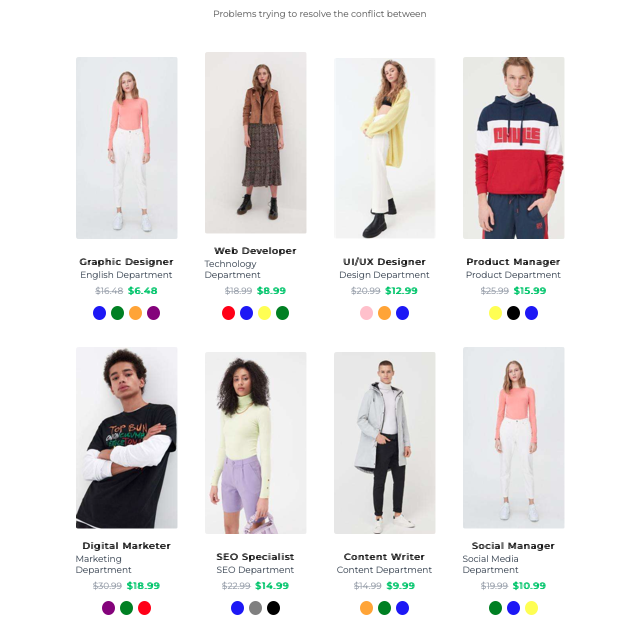 Problems trying to resolve the conflict between
CHUUE
TOP BUN
Graphic Designer
English Department
$16.48 $6.48
Web Developer
Technology
Department
$18.99 $8.99
UI/UX Designer
Design Department
$20.99 $12.99
Product Manager
Product Department
$25.99 $15.99
Digital Marketer
Marketing
Department
$30.99 $18.99
SEO Specialist
SEO Department
$22.99 $14.99
Content Writer
Content Department
$14.99 $9.99
Social Manager
Social Media
Department
$19.99 $10.99